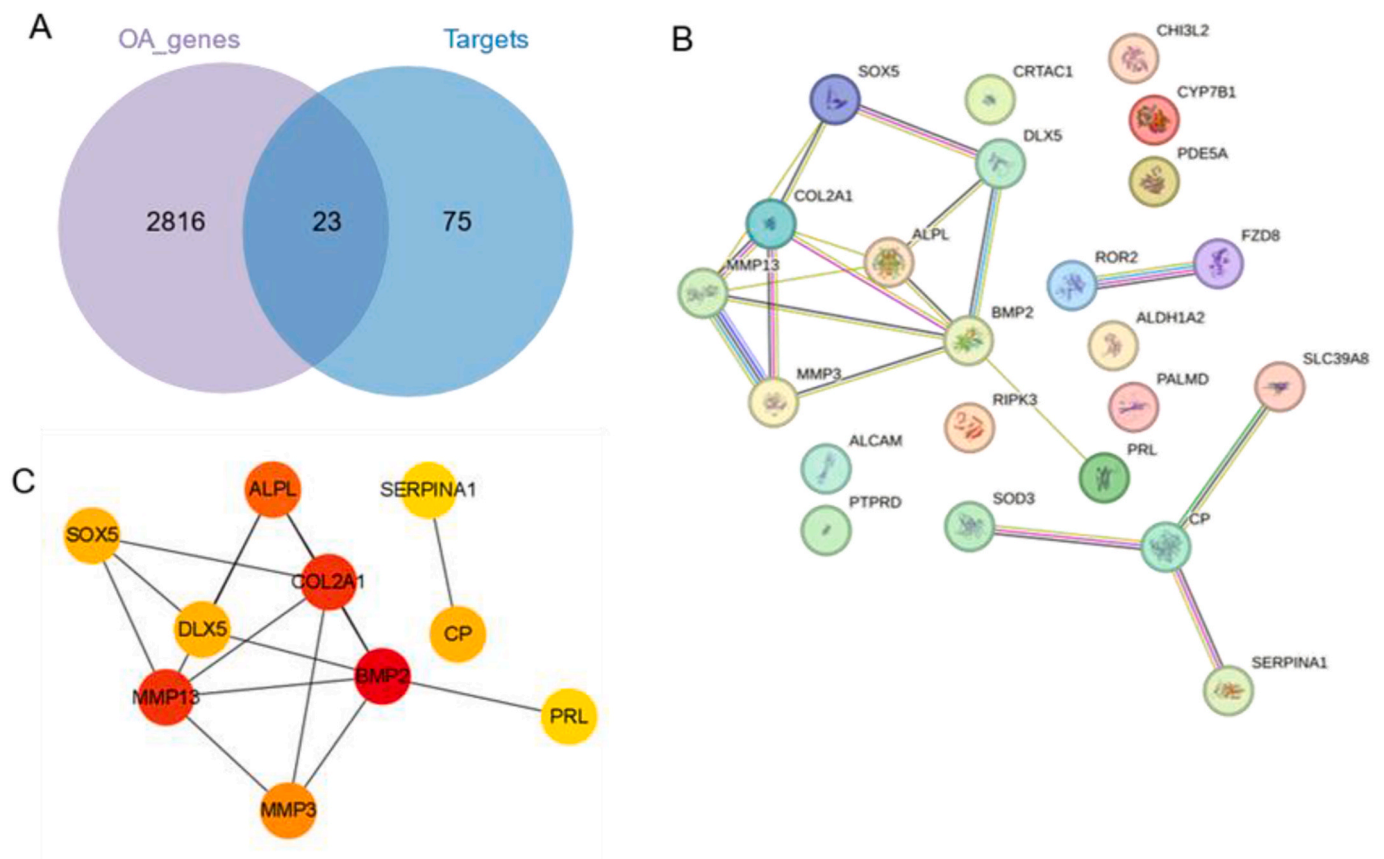 A
OA_genes
Targets
2816
23
75
B
CHI3L2
SOX5
CRTAC1
CYP7B1
DLX5
PDE5A
COL2A1
ALPL
FZD8
MMP13
ROR2
BMP2
ALDH1A2
SLC39A8
MMP3
PALMD
RIPK3
ALCAM
PRL
PTPRD
SOD3
CP
SERPINA1
C
ALPL
SERPINA1
SOX5
COL2A1
DLX5
CP
BMP2
MMP13
PRL
MMP3